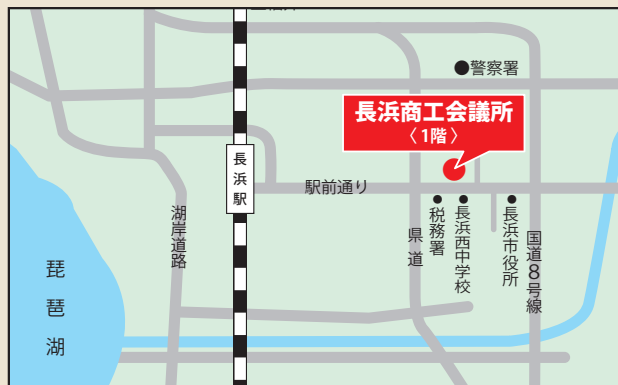 警察署
長浜商工会議所
〈1階〉
長浜駅
駅前通り
湖岸道路
税務署
長浜西中学校
長浜市役所
県道
国道8号線
琵琶湖